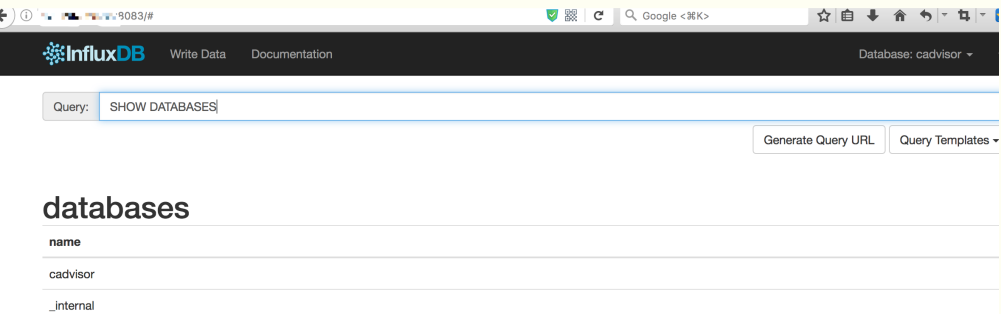 :8083/#
Google <⌘K>
InfluxDB Write Data Documentation Database: cadvisor
Query: SHOW DATABASES
Generate Query URL Query Templates
databases
name
cadvisor
_internal